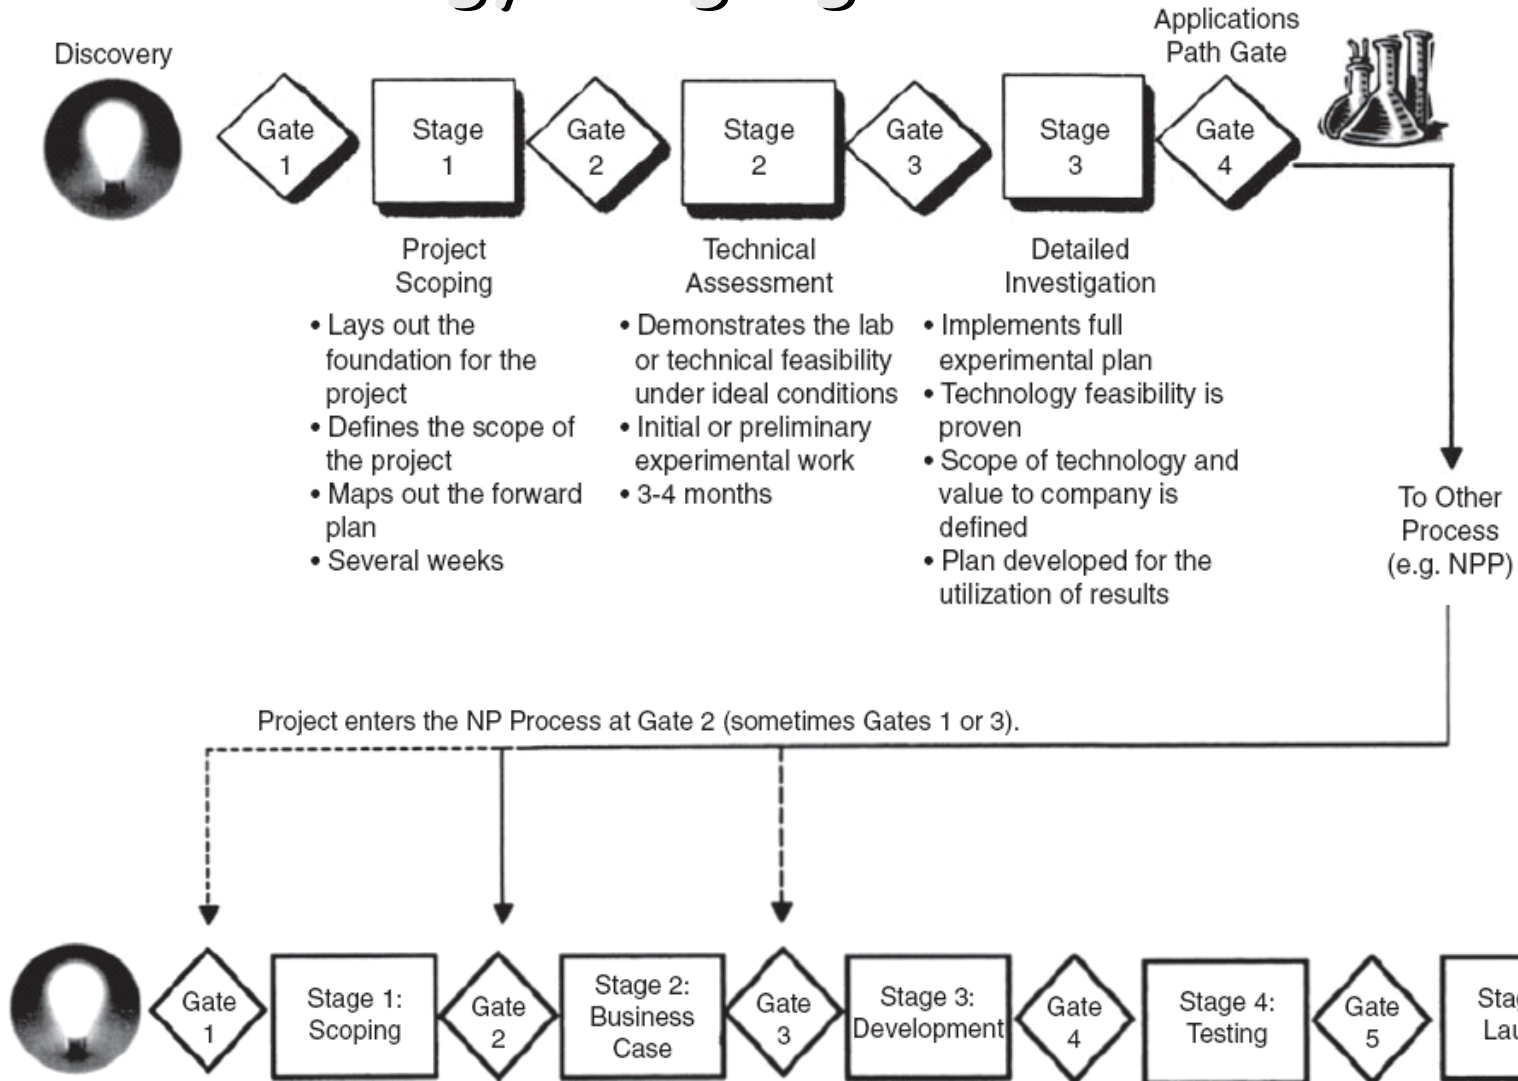 Discovery
Applications
Path Gate
Gate
1
Stage
1
Gate
2
Stage
2
Gate
3
Stage
3
Gate
4
Project
Scoping
• Lays out the
foundation for the
project
• Defines the scope of
the project
• Maps out the forward
plan
• Several weeks
Technical
Assessment
• Demonstrates the lab
or technical feasibility
under ideal conditions
• Initial or preliminary
experimental work
• 3-4 months
Detailed
Investigation
• Implements full
experimental plan
• Technology feasibility is
proven
• Scope of technology and
value to company is
defined
• Plan developed for the
utilization of results
To Other
Process
(e.g. NPP)
Project enters the NP Process at Gate 2 (sometimes Gates 1 or 3).
Gate
1
Stage 1:
Scoping
Gate
2
Stage 2:
Business
Case
Gate
3
Stage 3:
Development
Gate
4
Stage 4:
Testing
Gate
5